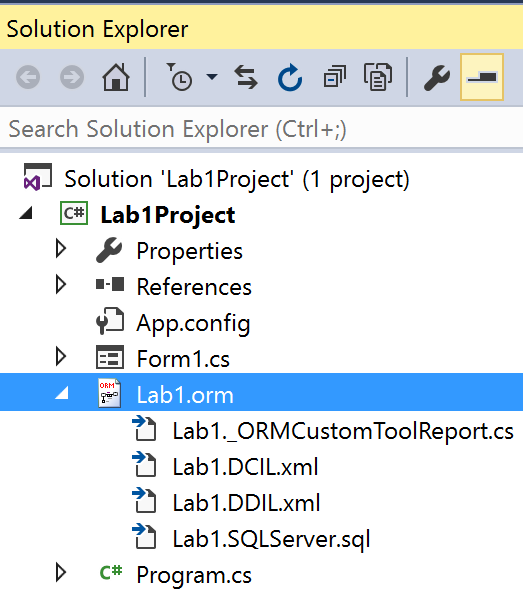 Solution Explorer
Search Solution Explorer (Ctrl+;)
Solution 'Lab1Project' (1 project)
C# Lab1Project
Properties
References
App.config
Form1.cs
ORM Lab1.orm
Lab1._ORMCustomToolReport.cs
Lab1.DCIL.xml
Lab1.DDIL.xml
Lab1.SQLServer.sql
C# Program.cs